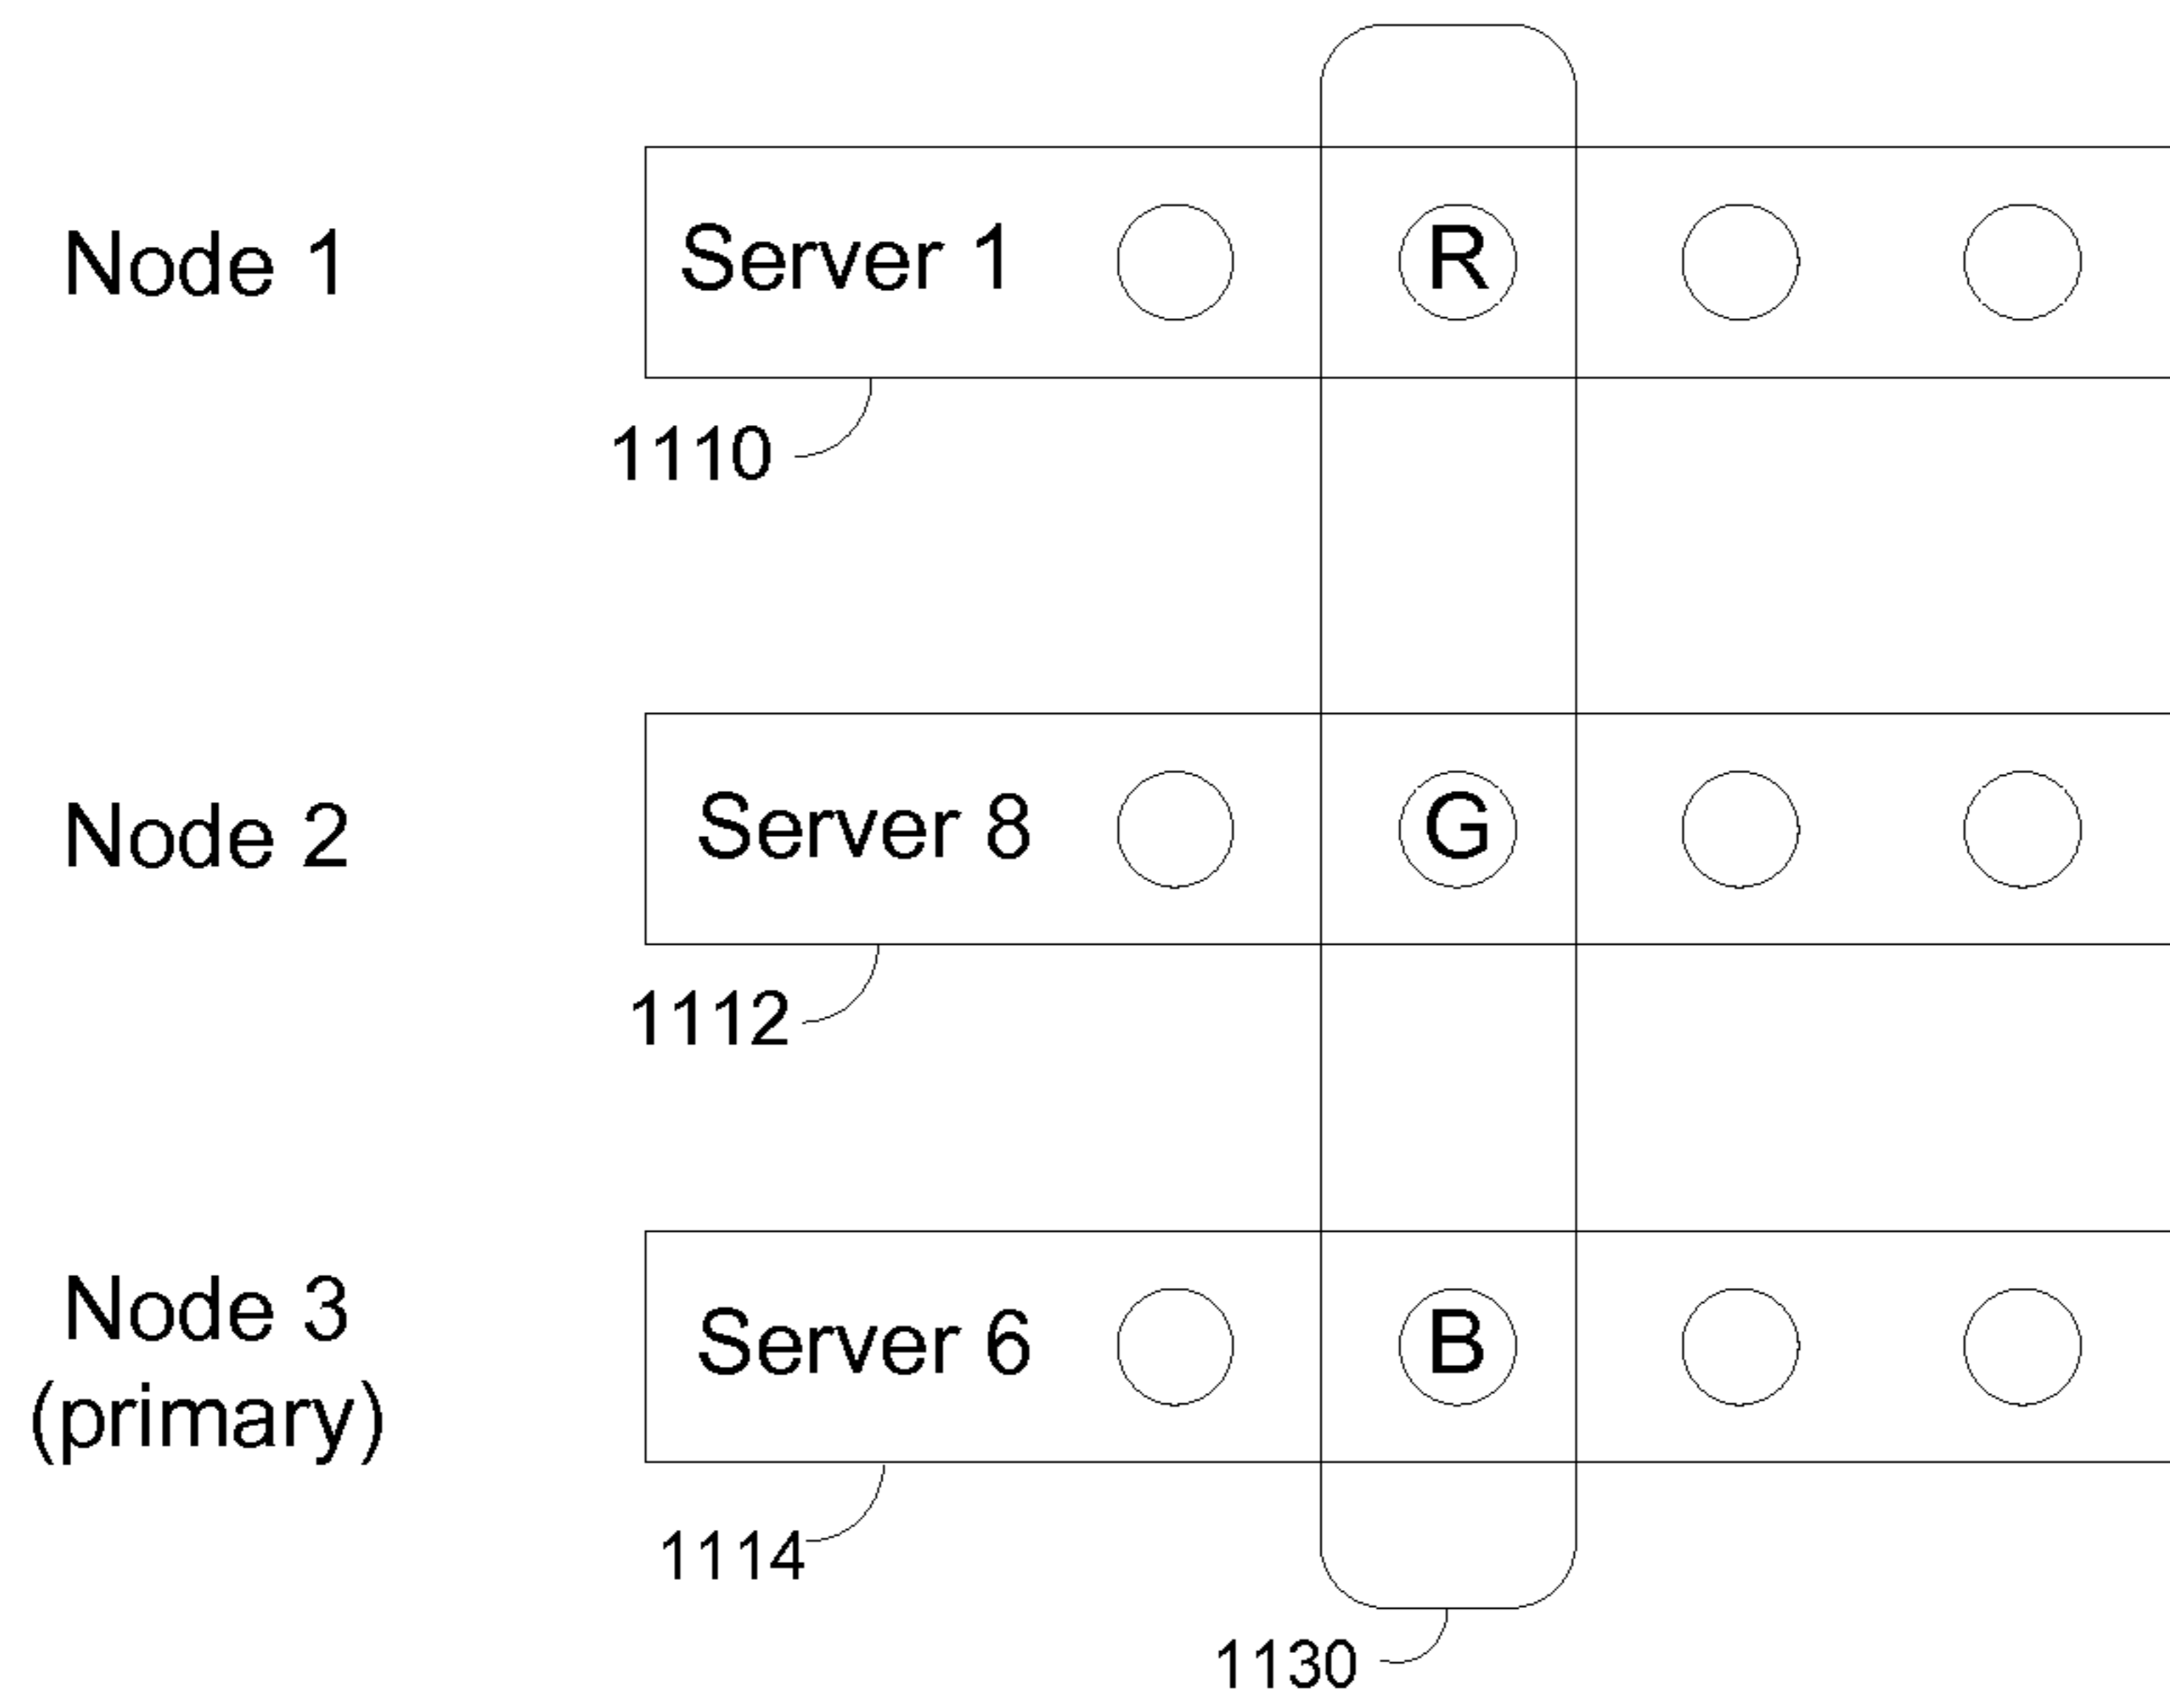 Node 1
Server 1
R
1110
Node 2
Server 8
G
1112
Node 3
(primary)
Server 6
B
1114
1130